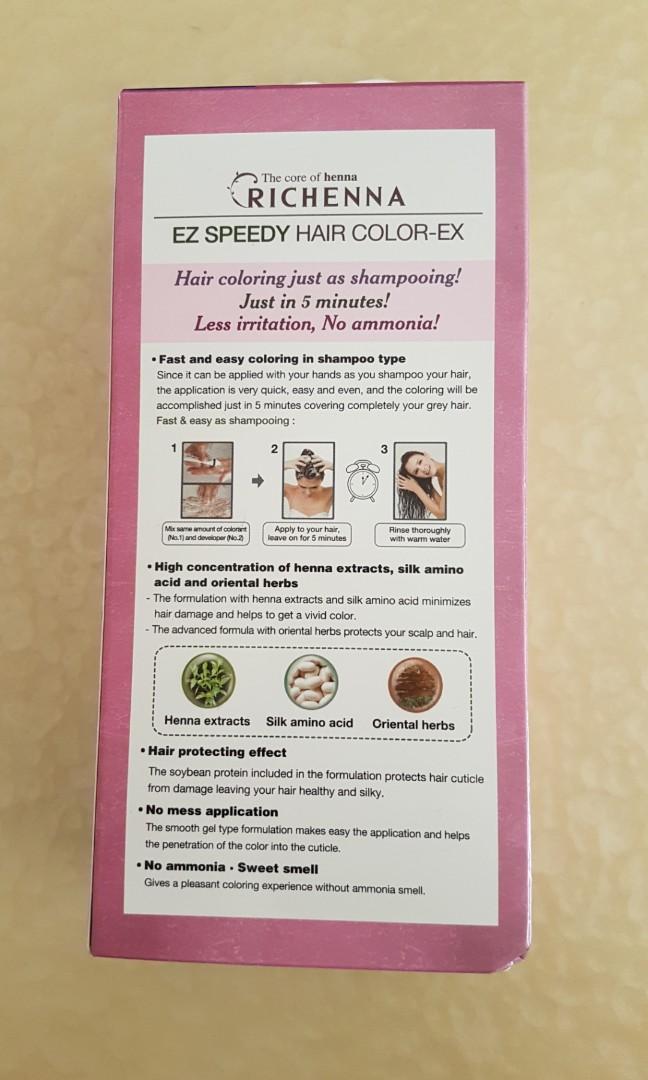 The core of henna
RICHENNA
EZ SPEEDY HAIR COLOR-EX
Hair coloring just as shampooing!
Just in 5 minutes!
Less irritation, No ammonia!
• Fast and easy coloring in shampoo type
Since it can be applied with your hands as you shampoo your hair,
the application is very quick, easy and even, and the coloring will be
accomplished just in 5 minutes covering completely your grey hair.
Fast & easy as shampooing :
1 2 3
Mix same amount of colorant
(No.1) and developer (No.2)
Apply to your hair,
leave on for 5 minutes
Rinse thoroughly
with warm water
• High concentration of henna extracts, silk amino
acid and oriental herbs
- The formulation with henna extracts and silk amino acid minimizes
hair damage and helps to get a vivid color.
- The advanced formula with oriental herbs protects your scalp and hair.
Henna extracts Silk amino acid Oriental herbs
• Hair protecting effect
The soybean protein included in the formulation protects hair cuticle
from damage leaving your hair healthy and silky.
• No mess application
The smooth gel type formulation makes easy the application and helps
the penetration of the color into the cuticle.
• No ammonia · Sweet smell
Gives a pleasant coloring experience without ammonia smell.